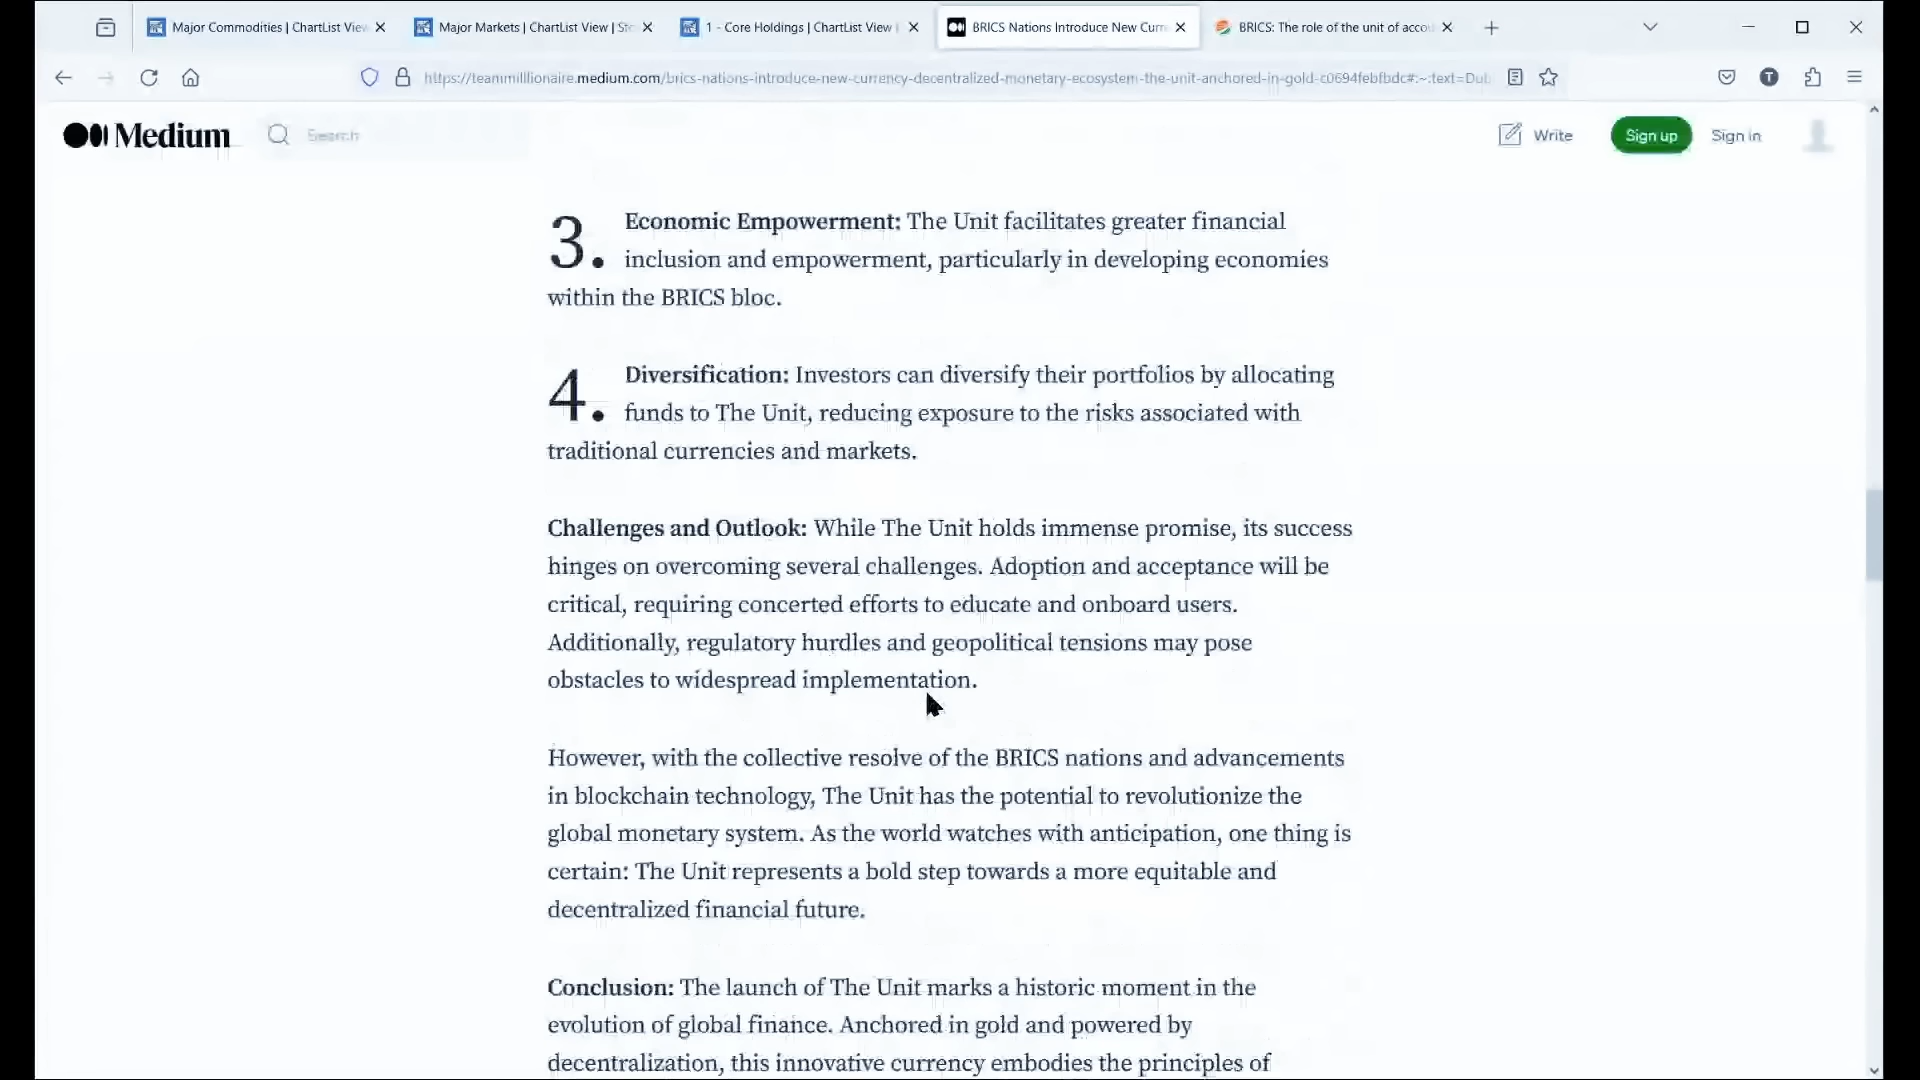 Major Commodities | ChartList View
Major Markets | ChartList View | Sto
1 - Core Holdings | ChartList View |
BRICS Nations Introduce New Curre
BRICS: The role of the unit of accou
https://teammilllionaire.medium.com/brics-nations-introduce-new-currency-decentralized-monetary-ecosystem-the-unit-anchored-in-gold-c0694febfbdc#:~:text=Dub
T
Medium
Search
Write
Sign up
Sign in
3. Economic Empowerment: The Unit facilitates greater financial
inclusion and empowerment, particularly in developing economies
within the BRICS bloc.
4. Diversification: Investors can diversify their portfolios by allocating
funds to The Unit, reducing exposure to the risks associated with
traditional currencies and markets.
Challenges and Outlook: While The Unit holds immense promise, its success
hinges on overcoming several challenges. Adoption and acceptance will be
critical, requiring concerted efforts to educate and onboard users.
Additionally, regulatory hurdles and geopolitical tensions may pose
obstacles to widespread implementation.
However, with the collective resolve of the BRICS nations and advancements
in blockchain technology, The Unit has the potential to revolutionize the
global monetary system. As the world watches with anticipation, one thing is
certain: The Unit represents a bold step towards a more equitable and
decentralized financial future.
Conclusion: The launch of The Unit marks a historic moment in the
evolution of global finance. Anchored in gold and powered by
decentralization, this innovative currency embodies the principles of